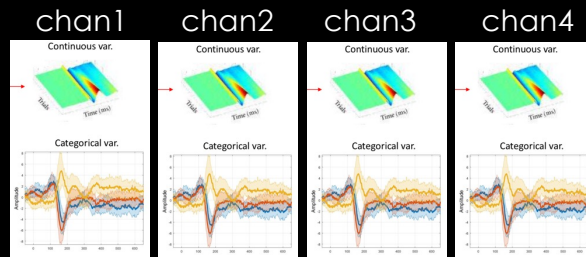 chan1 chan2 chan3 chan4
Continuous var. Continuous var. Continuous var. Continuous var.
Trials Time (ms) Trials Time (ms) Trials Time (ms) Trials Time (ms)
Categorical var. Categorical var. Categorical var. Categorical var.
Amplitude Amplitude Amplitude Amplitude